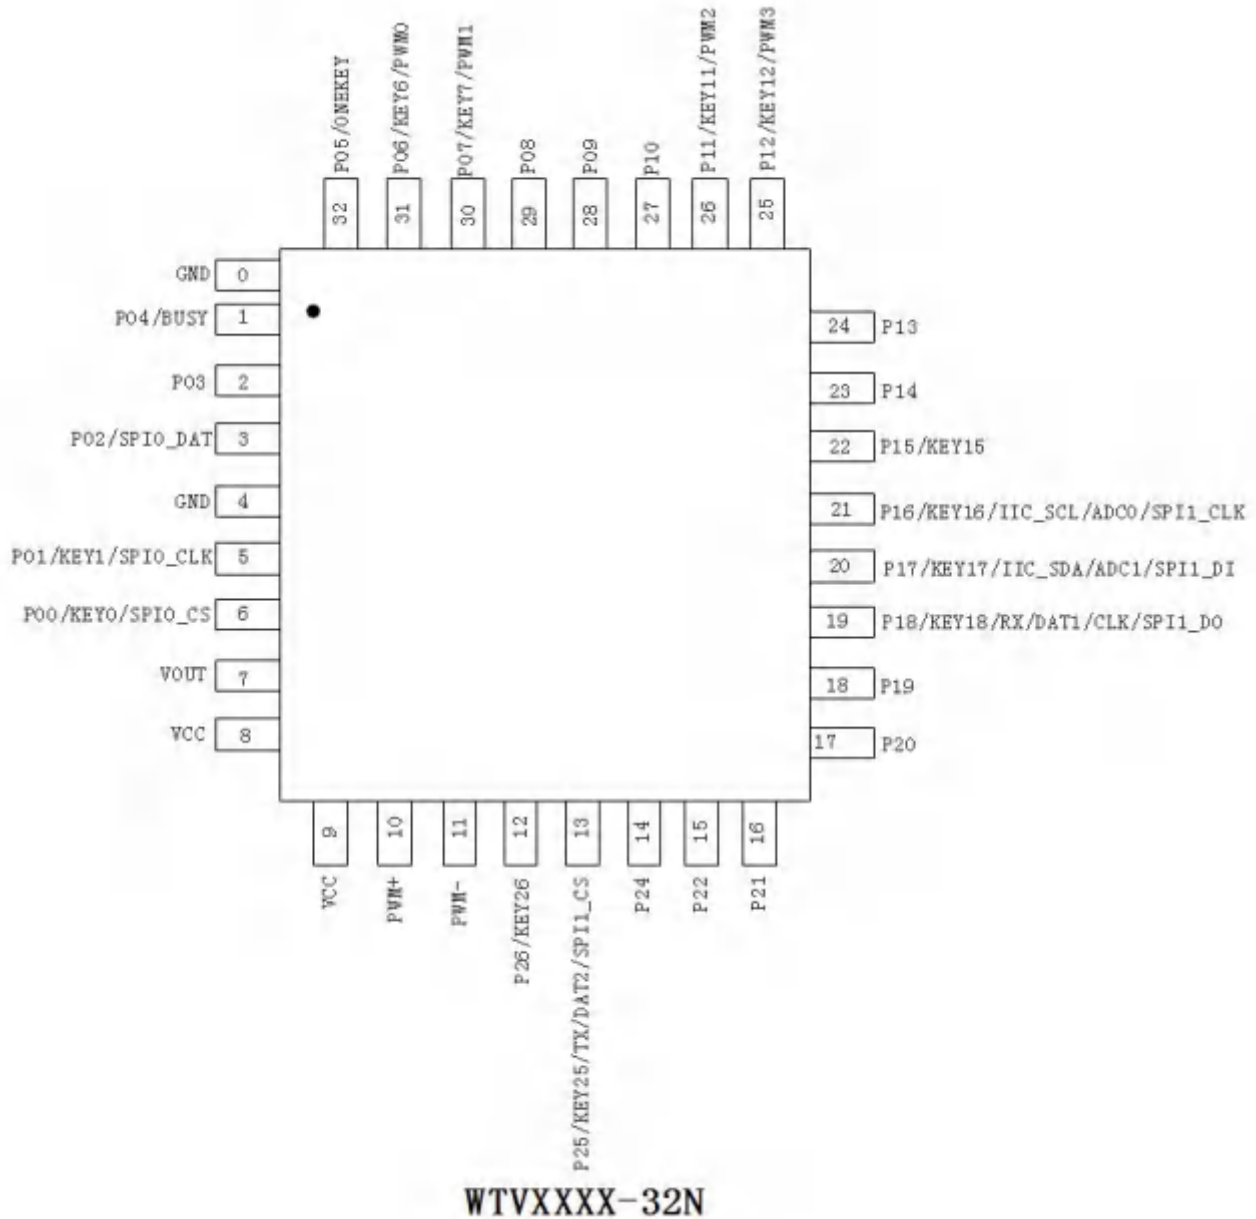 P05/ONEKEY
P06/KEY6/PWM0
P07/KEY7/PWM1
P08
P09
P10
P11/KEY11/PWM2
P12/KEY12/PWM3
32
31
30
29
28
27
26
25
GND 0
P04/BUSY 1
P03 2
P02/SPI0_DAT 3
GND 4
P01/KEY1/SPI0_CLK 5
P00/KEY0/SPI0_CS 6
VOUT 7
VCC 8
24 P13
23 P14
22 P15/KEY15
21 P16/KEY16/IIC_SCL/ADC0/SPI1_CLK
20 P17/KEY17/IIC_SDA/ADC1/SPI1_DI
19 P18/KEY18/RX/DAT1/CLK/SPI1_DO
18 P19
17 P20
9
10
11
12
13
14
15
16
VCC
PWM+
PWM-
P26/KEY26
P25/KEY25/TX/DAT2/SPI1_CS
P24
P22
P21
WTVXXXX-32N